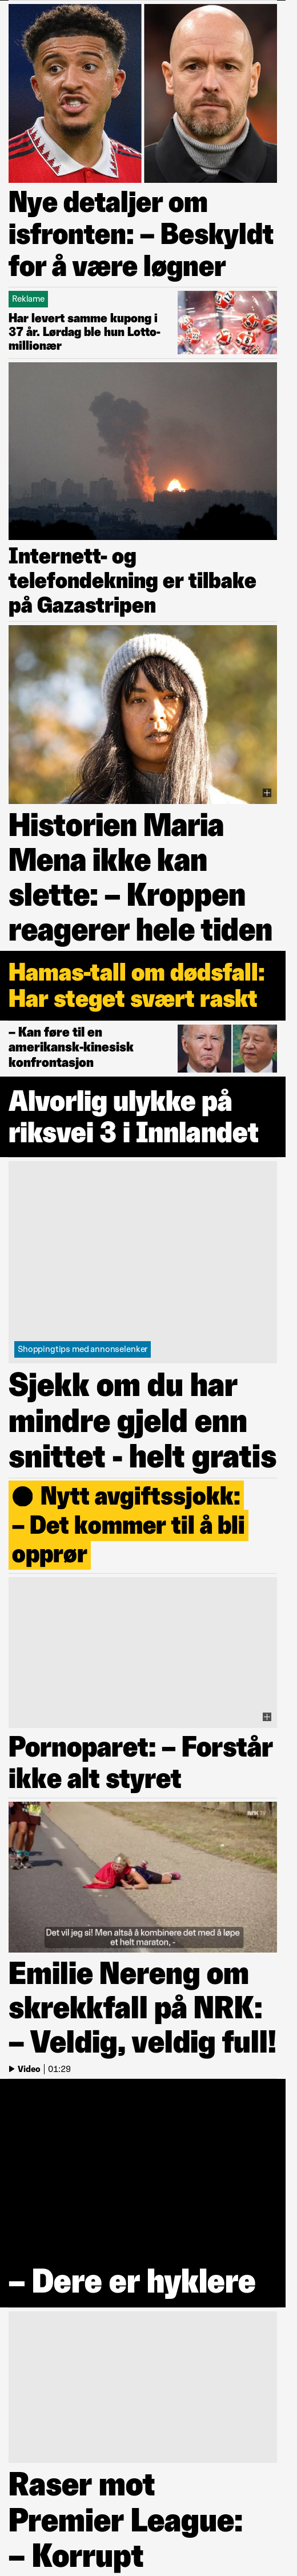 Nye detaljer om
isfronten: – Beskyldt
for å være løgner
Reklame
Har levert samme kupong i
37 år. Lørdag ble hun Lotto-
millionær
Internett- og
telefondekning er tilbake
på Gazastripen
Historien Maria
Mena ikke kan
slette: – Kroppen
reagerer hele tiden
Hamas-tall om dødsfall:
Har steget svært raskt
– Kan føre til en
amerikansk-kinesisk
konfrontasjon
Alvorlig ulykke på
riksvei 3 i Innlandet
Shoppingtips med annonselenker
Sjekk om du har
mindre gjeld enn
snittet - helt gratis
Nytt avgiftssjokk:
– Det kommer til å bli
opprør
Pornoparet: – Forstår
ikke alt styret
NRK TV
Det vil jeg si! Men altså å kombinere det med å løpe
et helt maraton, -
Emilie Nereng om
skrekkfall på NRK:
– Veldig, veldig full!
Video | 01:29
– Dere er hyklere
Raser mot
Premier League:
– Korrupt